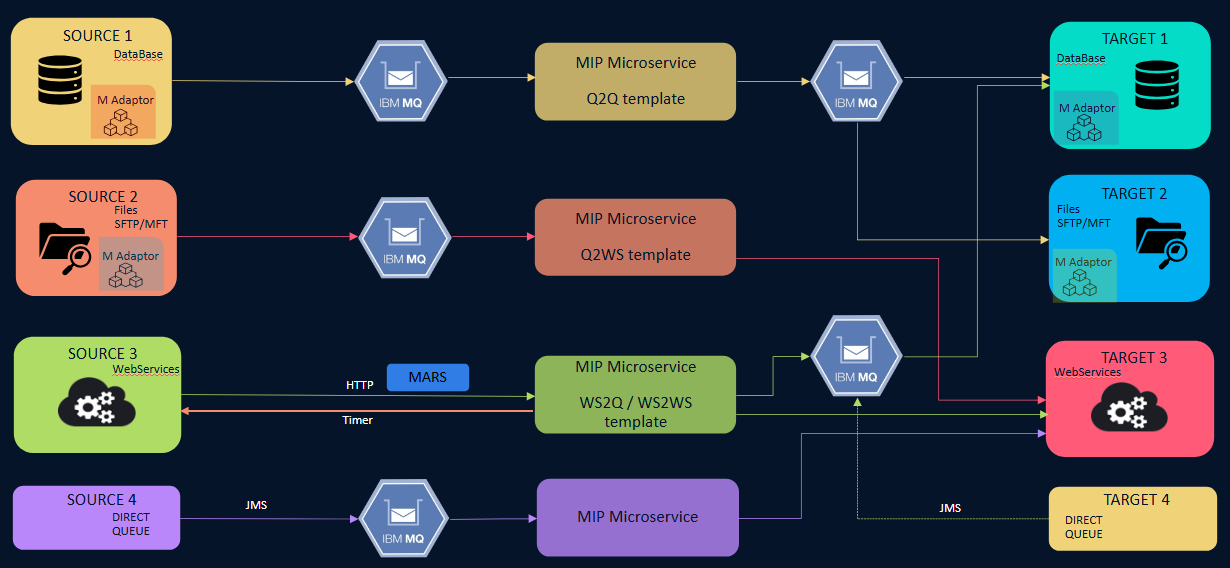 SOURCE 1
DataBase
M Adaptor
IBM MQ
MIP Microservice
Q2Q template
IBM MQ
TARGET 1
DataBase
M Adaptor
SOURCE 2
Files
SFTP/MFT
M Adaptor
IBM MQ
MIP Microservice
Q2WS template
TARGET 2
Files
SFTP/MFT
M Adaptor
SOURCE 3
WebServices
HTTP
MARS
Timer
MIP Microservice
WS2Q / WS2WS
template
IBM MQ
TARGET 3
WebServices
SOURCE 4
DIRECT
QUEUE
JMS
IBM MQ
MIP Microservice
JMS
TARGET 4
DIRECT
QUEUE